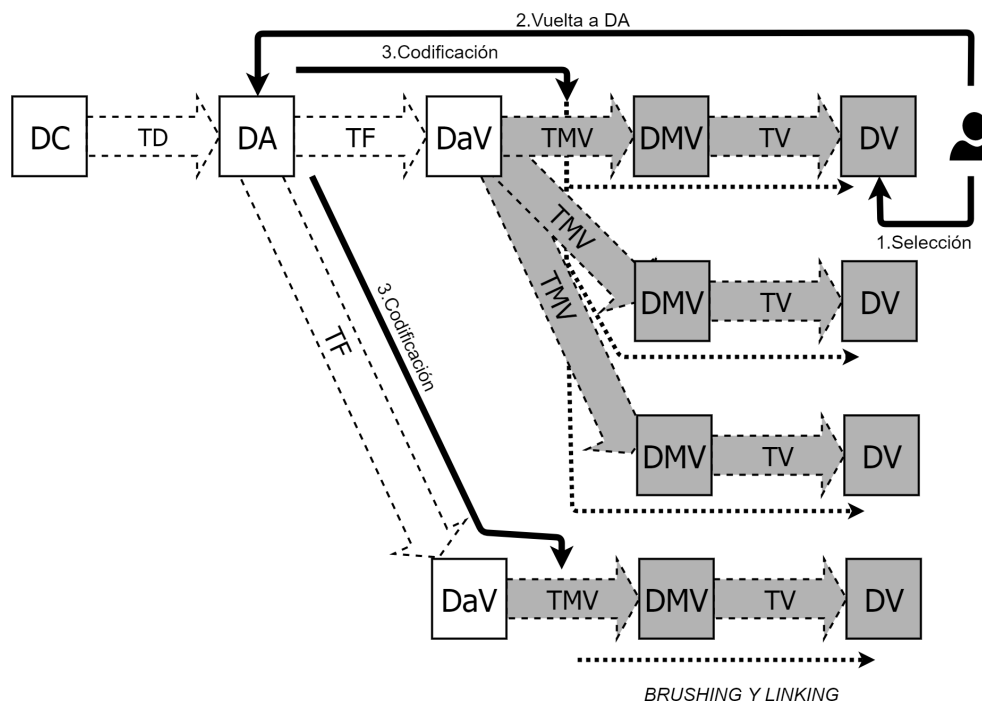 2.Vuelta a DA
3.Codificación
DC
TD
DA
TF
DaV
TMV
DMV
TV
DV
1.Selección
TMV
DMV
TV
DV
TMV
3.Codificación
TF
DMV
TV
DV
DaV
TMV
DMV
TV
DV
BRUSHING Y LINKING